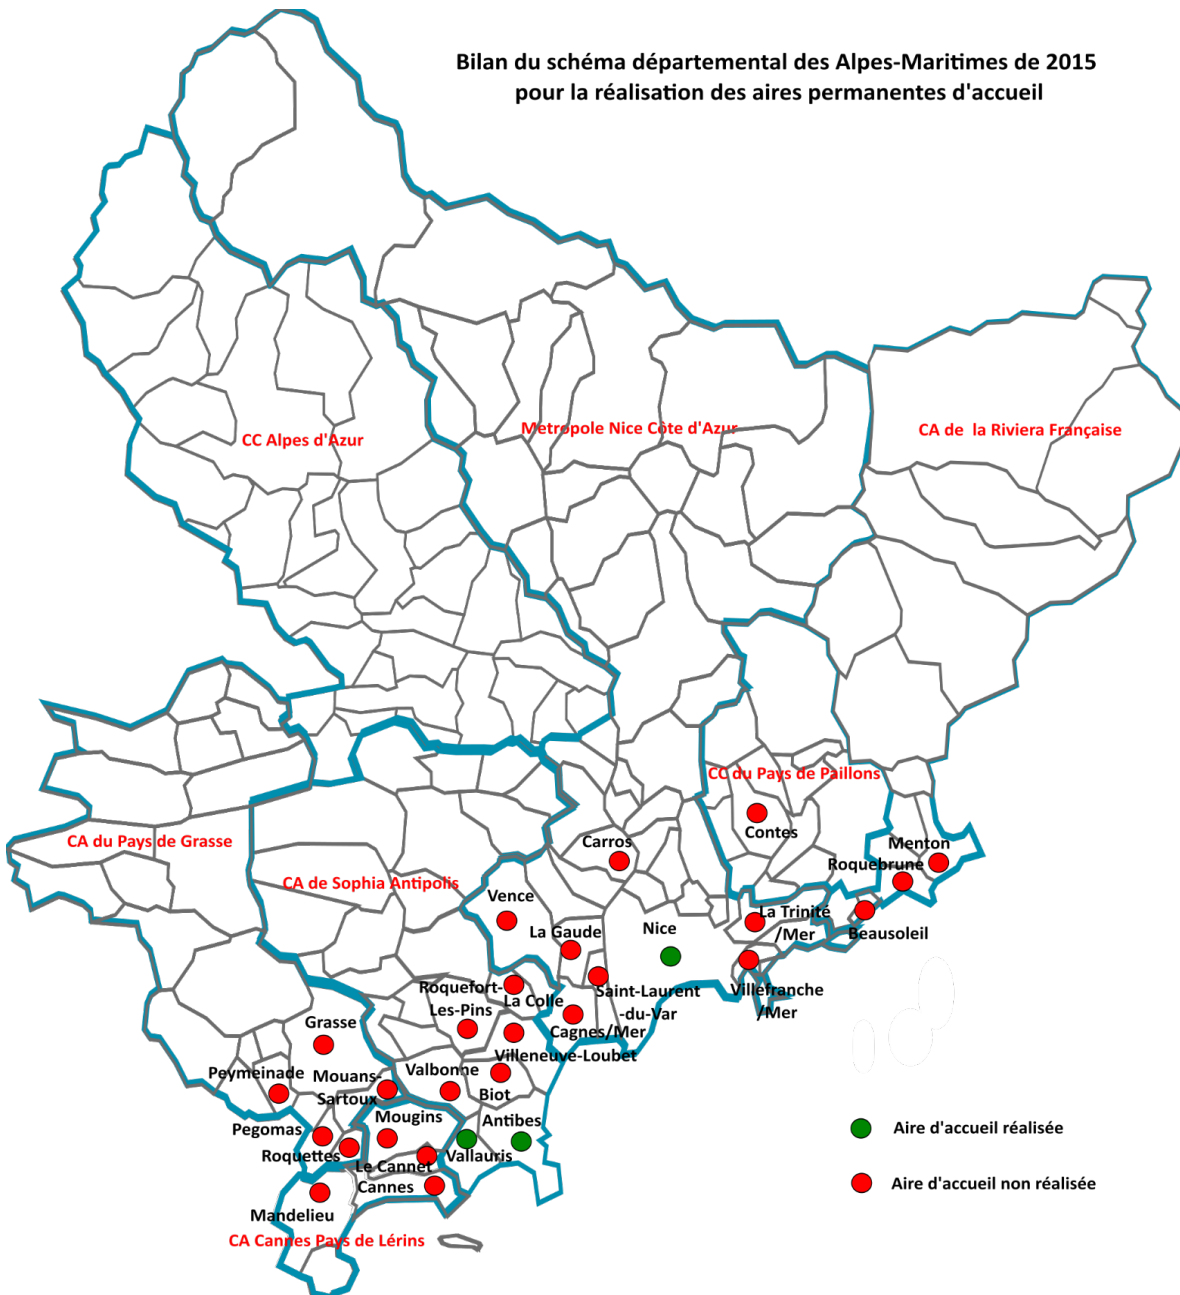 Bilan du schéma départemental des Alpes-Maritimes de 2015
pour la réalisation des aires permanentes d'accueil
CC Alpes d'Azur
Metropole Nice Côte d'Azur
CA de la Riviera Française
CC du Pays de Paillons
Contes
CA du Pays de Grasse
Carros
Menton
Roquebrune
CA de Sophia Antipolis
Vence
La Gaude
Nice
La Trinité
/Mer
Beausoleil
Roquefort-
Les-Pins
La Colle
Saint-Laurent
-du-Var
Villefranche
/Mer
Grasse
Cagnes/Mer
Villeneuve-Loubet
Peymeinade
Mouans-
Sartoux
Valbonne
Biot
Pegomas
Mougins
Antibes
Roquettes
Le Cannet
Vallauris
Cannes
Mandelieu
CA Cannes Pays de Lérins
Aire d'accueil réalisée
Aire d'accueil non réalisée